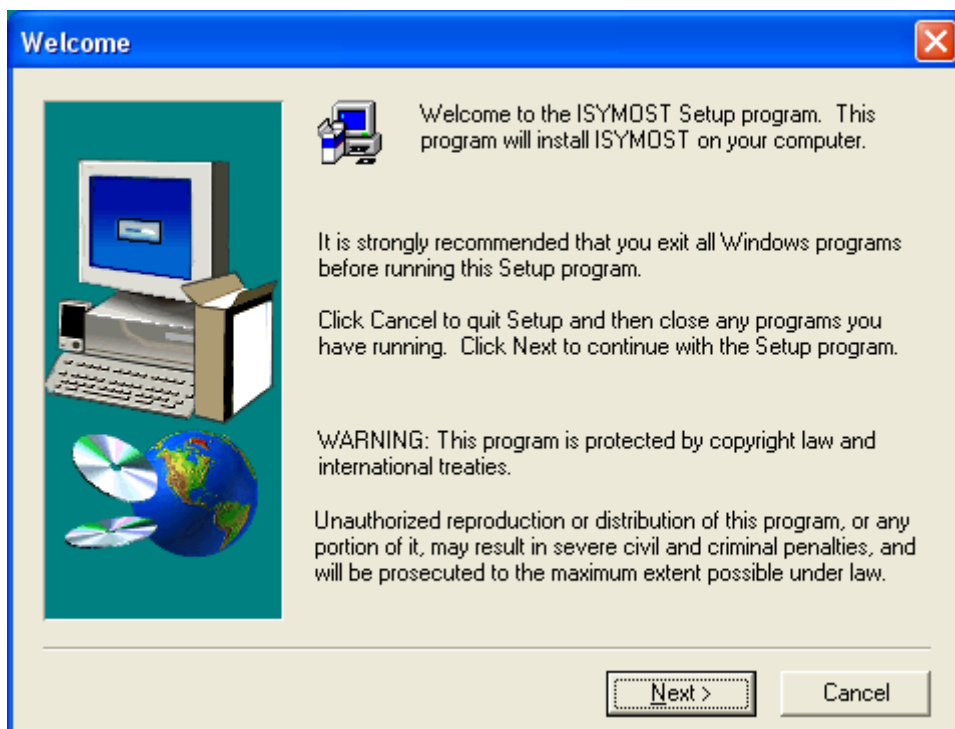 Welcome
Welcome to the ISYMOST Setup program.  This
program will install ISYMOST on your computer.
It is strongly recommended that you exit all Windows programs
before running this Setup program.
Click Cancel to quit Setup and then close any programs you
have running.  Click Next to continue with the Setup program.
WARNING: This program is protected by copyright law and
international treaties.
Unauthorized reproduction or distribution of this program, or any
portion of it, may result in severe civil and criminal penalties, and
will be prosecuted to the maximum extent possible under law.
Next >
Cancel